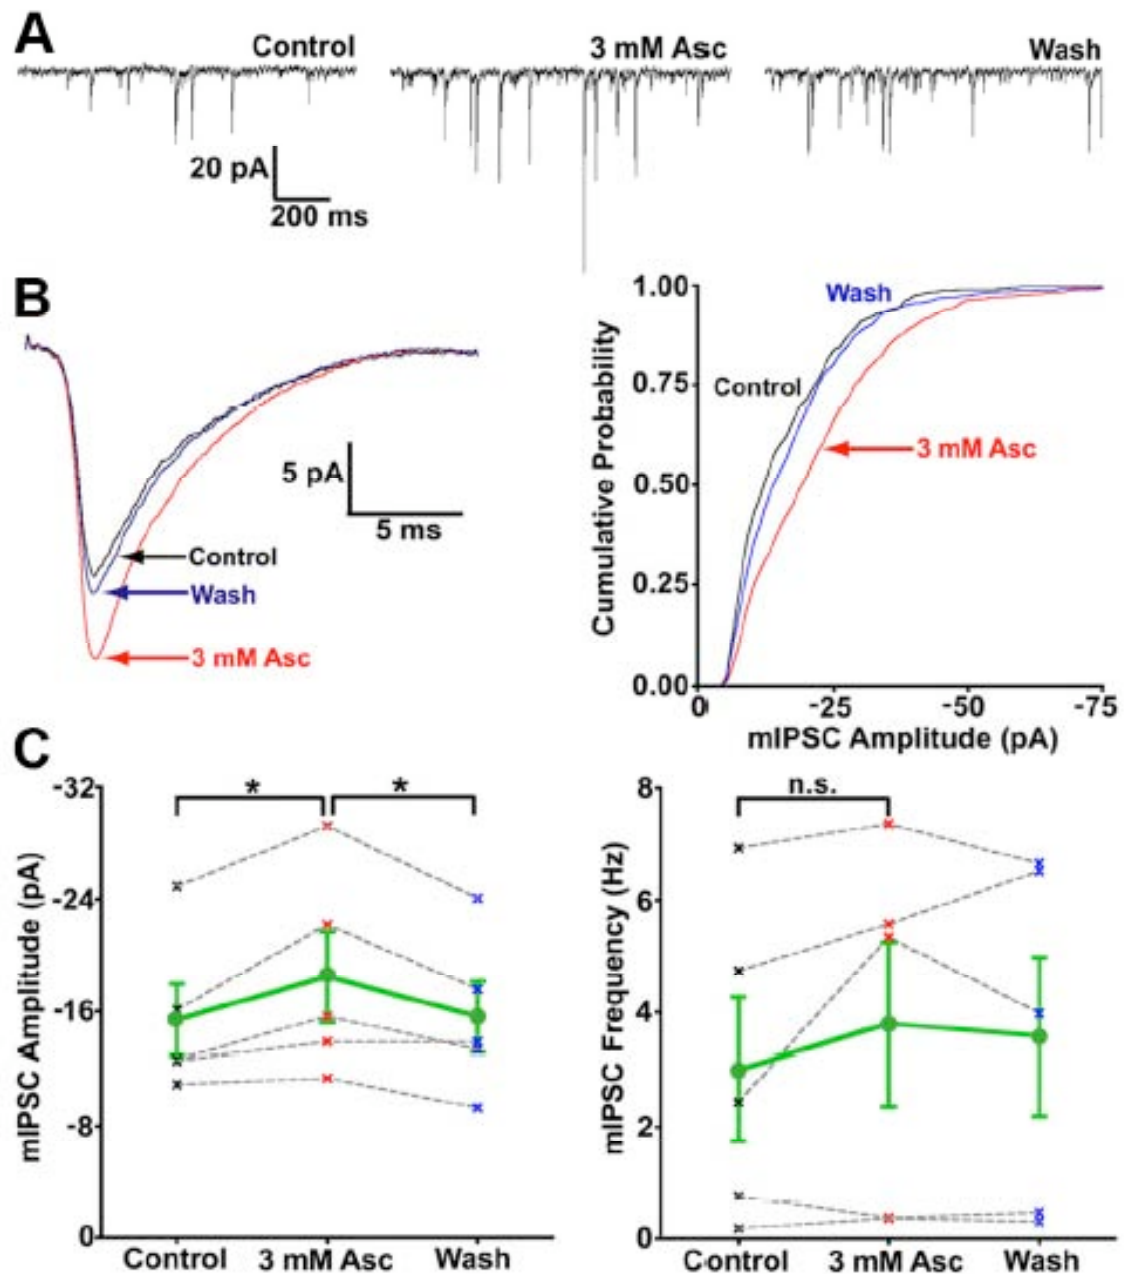 A
Control
3 mM Asc
Wash
20 pA
200 ms
B
5 pA
5 ms
Control
Wash
3 mM Asc
Cumulative Probability
1.00
0.75
0.50
0.25
0.00
Wash
Control
3 mM Asc
0
-25
-50
-75
mIPSC Amplitude (pA)
C
mIPSC Amplitude (pA)
-32
-24
-16
-8
0
*
*
Control
3 mM Asc
Wash
mIPSC Frequency (Hz)
8
6
4
2
0
n.s.
Control
3 mM Asc
Wash